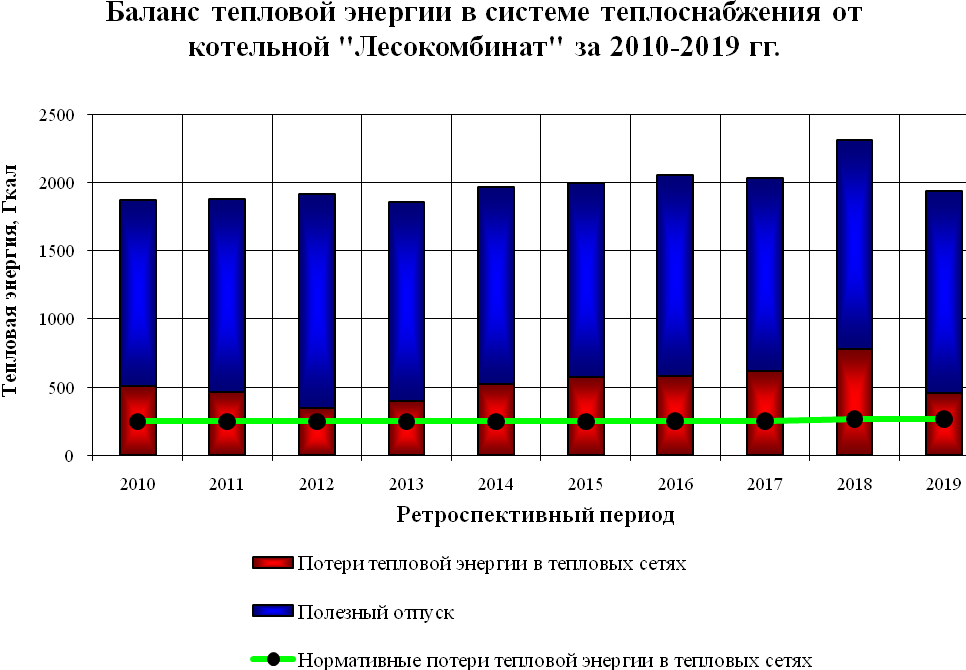 Баланс тепловой энергии в системе теплоснабжения от
котельной "Лесокомбинат" за 2010-2019 гг.
2500
2000
1500
1000
500
0
Тепловая энергия, Гкал
2010 2011 2012 2013 2014 2015 2016 2017 2018 2019
Ретроспективный период
Потери тепловой энергии в тепловых сетях
Полезный отпуск
Нормативные потери тепловой энергии в тепловых сетях